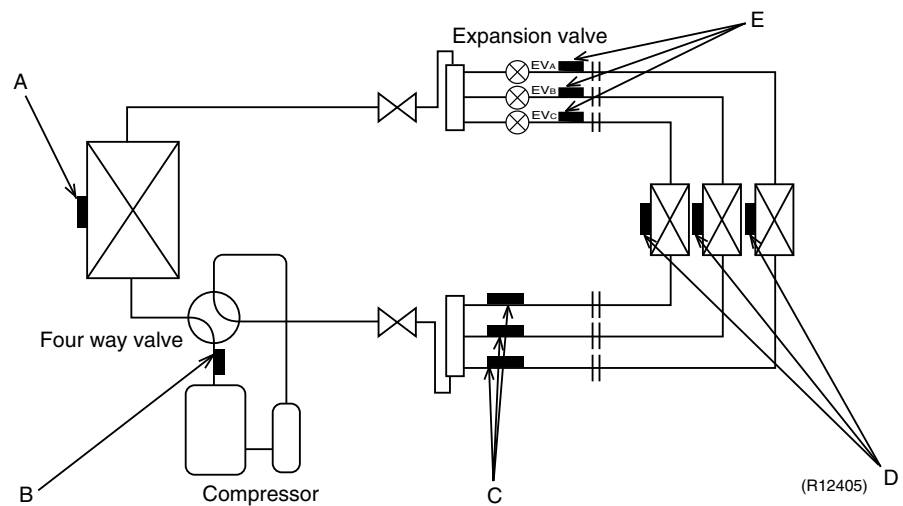 E
Expansion valve
A
EVA
EVB
EVC
Four way valve
B
Compressor
C
(R12405)
D